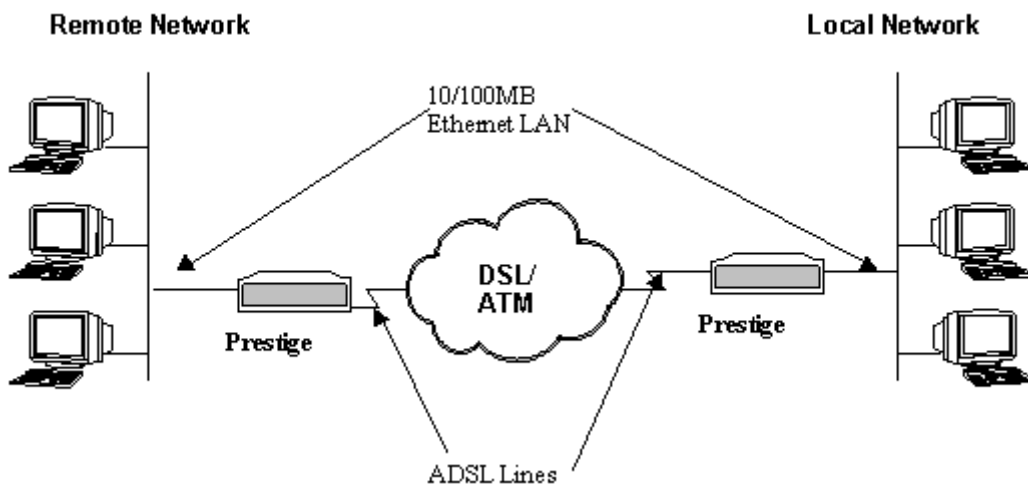 Remote Network
Local Network
10/100MB
Ethernet LAN
DSL/
ATM
Prestige
Prestige
ADSL Lines